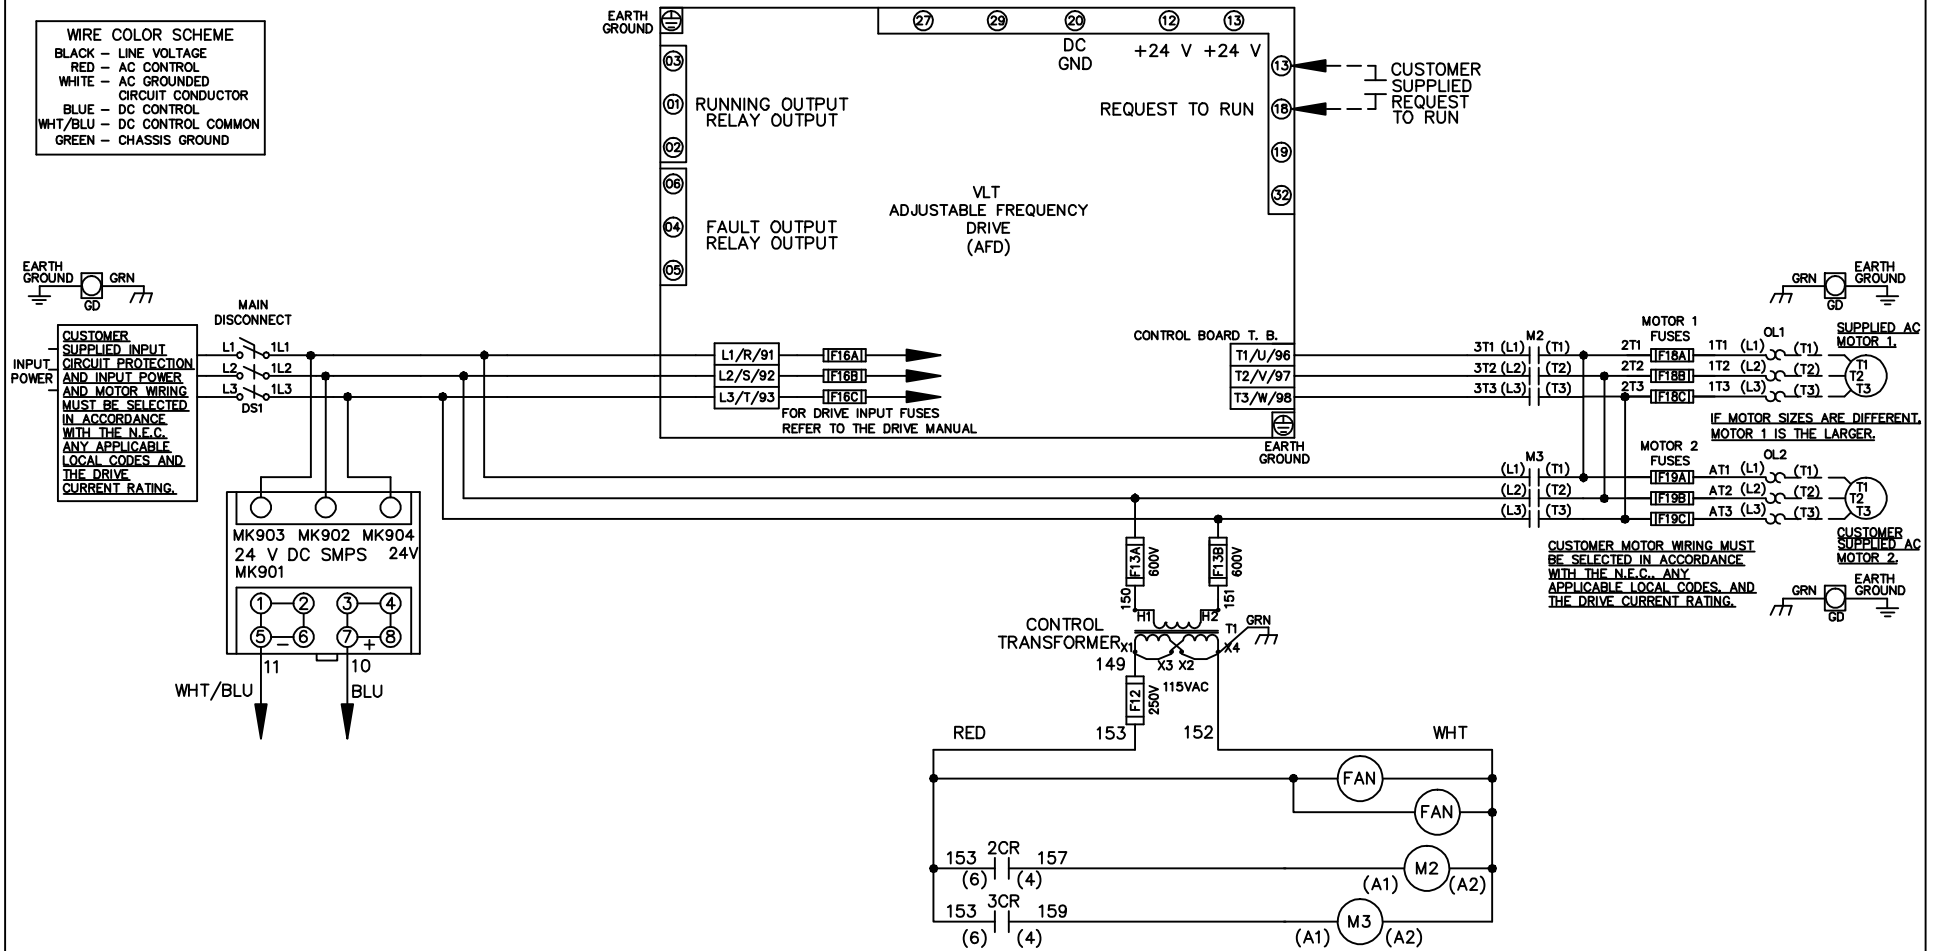 WIRE COLOR SCHEME
BLACK – LINE VOLTAGE
RED – AC CONTROL
WHITE – AC GROUNDED
CIRCUIT CONDUCTOR
BLUE – DC CONTROL
WHT/BLU – DC CONTROL COMMON
GREEN – CHASSIS GROUND
EARTH
GROUND
27
29
20
12
13
DC
GND
+24 V
+24 V
03
01
02
RUNNING OUTPUT
RELAY OUTPUT
06
04
05
FAULT OUTPUT
RELAY OUTPUT
VLT
ADJUSTABLE FREQUENCY
DRIVE
(AFD)
REQUEST TO RUN
13
18
19
32
CUSTOMER
SUPPLIED
REQUEST
TO RUN
EARTH
GROUND
GRN
GD
MAIN
DISCONNECT
INPUT
POWER
CUSTOMER
SUPPLIED INPUT
CIRCUIT PROTECTION
AND INPUT POWER
AND MOTOR WIRING
MUST BE SELECTED
IN ACCORDANCE
WITH THE N.E.C.
ANY APPLICABLE
LOCAL CODES AND
THE DRIVE
CURRENT RATING.
L1
1L1
L2
1L2
L3
1L3
DS1
L1/R/91
F16A
L2/S/92
F16B
L3/T/93
F16C
FOR DRIVE INPUT FUSES
REFER TO THE DRIVE MANUAL
CONTROL BOARD T. B.
T1/U/96
T2/V/97
T3/W/98
EARTH
GROUND
M2
3T1 (L1) (T1)
3T2 (L2) (T2)
3T3 (L3) (T3)
MOTOR 1
FUSES
2T1 F18A 1T1 (L1) (T1)
2T2 F18B 1T2 (L2) (T2)
2T3 F18C 1T3 (L3) (T3)
OL1
T1
T2
T3
GRN
GD
EARTH
GROUND
SUPPLIED AC
MOTOR 1.
IF MOTOR SIZES ARE DIFFERENT,
MOTOR 1 IS THE LARGER.
M3
(L1) (T1)
(L2) (T2)
(L3) (T3)
MOTOR 2
FUSES
F19A AT1 (L1) (T1)
F19B AT2 (L2) (T2)
F19C AT3 (L3) (T3)
OL2
T1
T2
T3
CUSTOMER
SUPPLIED AC
MOTOR 2.
CUSTOMER MOTOR WIRING MUST
BE SELECTED IN ACCORDANCE
WITH THE N.E.C., ANY
APPLICABLE LOCAL CODES, AND
THE DRIVE CURRENT RATING.
GRN
GD
EARTH
GROUND
MK903 MK902 MK904
24 V DC SMPS 24V
MK901
1
2
3
4
5
–
6
7
+
8
11
10
WHT/BLU
BLU
F13A
600V
F13B
600V
150
151
H1
H2
CONTROL
TRANSFORMER
T1
GRN
X1
X3 X2
X4
149
115VAC
F12
250V
153
152
RED
WHT
FAN
FAN
153
2CR
157
(6)
(4)
M2
(A1)
(A2)
153
3CR
159
(6)
(4)
M3
(A1)
(A2)